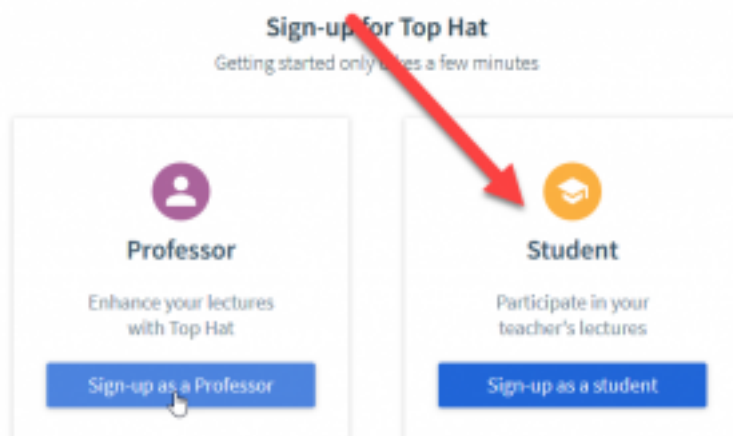 Sign-up for Top Hat
Getting started only takes a few minutes
Professor
Enhance your lectures
with Top Hat
Sign-up as a Professor
Student
Participate in your
teacher's lectures
Sign-up as a student